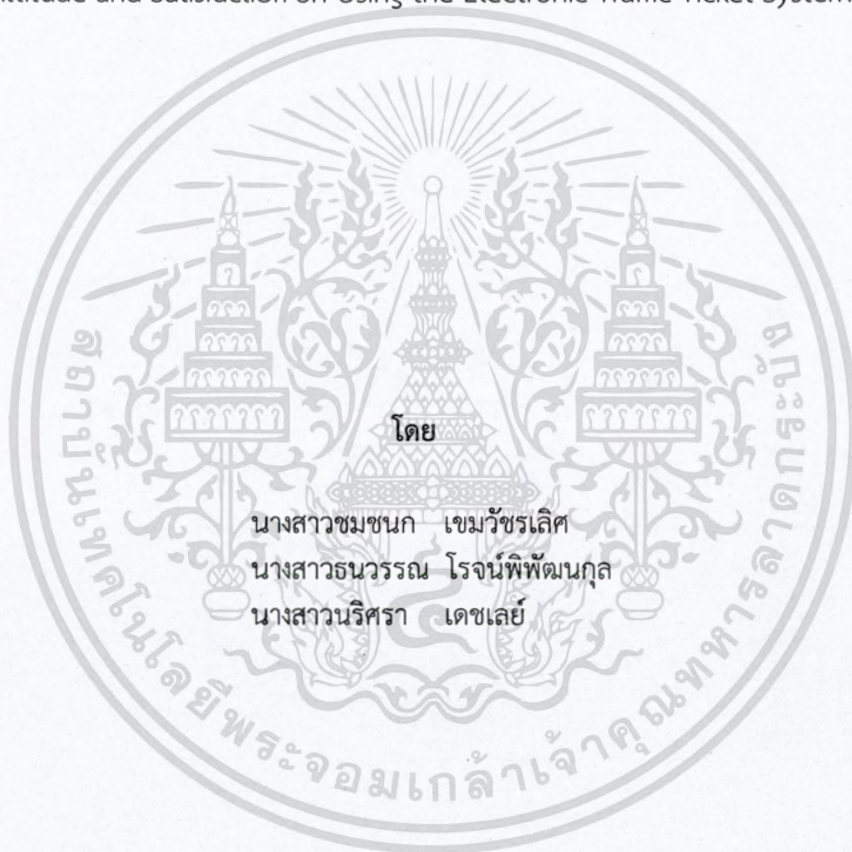 Attitude and Satisfaction on Using the Electronic Traffic Ticket System
สถาบันเทคโนโลยีพระจอมเกล้าเจ้าคุณทหารลาดกระบัง
โดย
นางสาวชมชนก เขมวัชรเลิศ
นางสาวธนวรรณ โรจน์พิพัฒนกุล
นางสาวนริศรา เดชเลย์